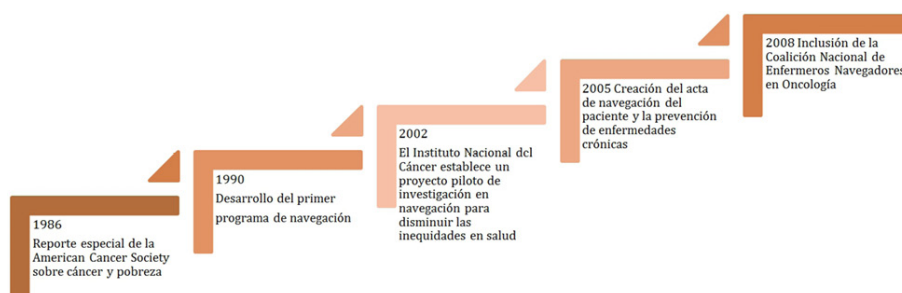 1986
Reporte especial de la
American Cancer Society
sobre cáncer y pobreza
1990
Desarrollo del primer
programa de navegación
2002
El Instituto Nacional del
Cáncer establece un
proyecto piloto de
investigación en
navegación para
disminuir las
inequidades en salud
2005 Creación del acta
de navegación del
paciente y la prevención
de enfermedades
crónicas
2008 Inclusión de la
Coalición Nacional de
Enfermeros Navegadores
en Oncología